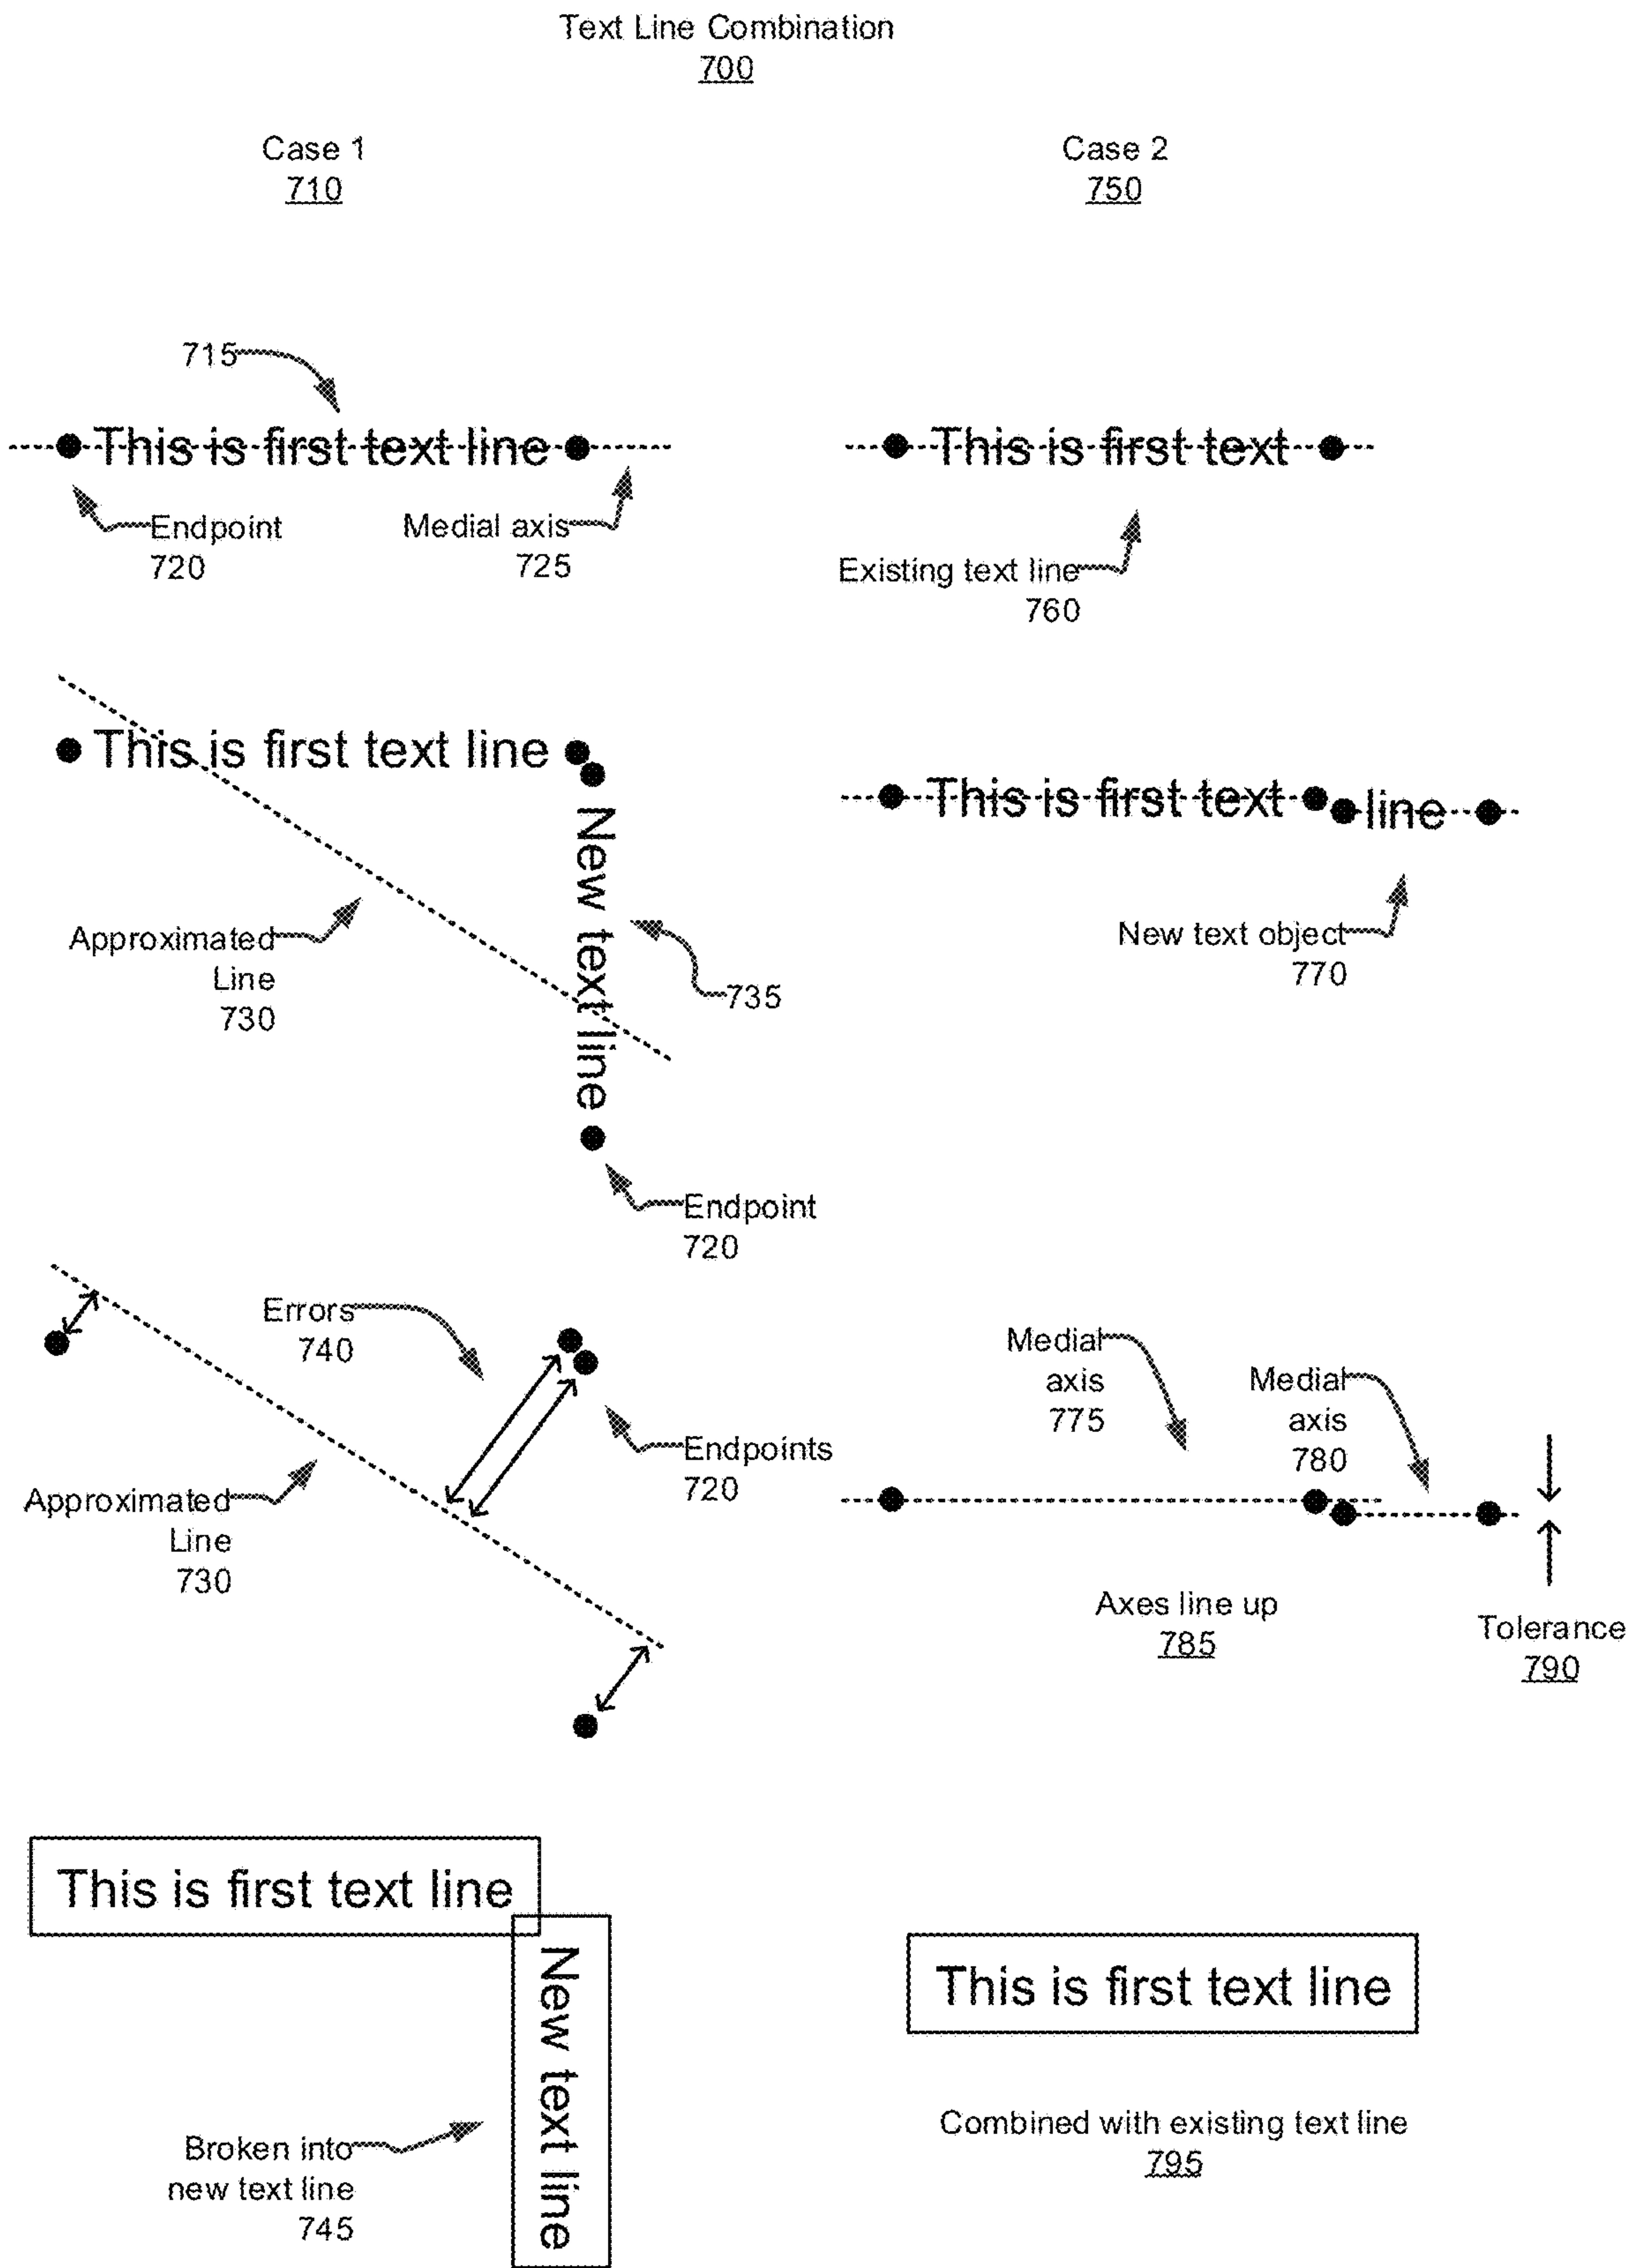 Text Line Combination
700
Case 1
710
715
This is first text line
Endpoint
720
Medial axis
725
This is first text line
New text line
Approximated
Line
730
735
Endpoint
720
Errors
740
Endpoints
720
Approximated
Line
730
This is first text line
New text line
Broken into
new text line
745
Case 2
750
This is first text
Existing text line
760
This is first text
line
New text object
770
Medial
axis
775
Medial
axis
780
Axes line up
785
Tolerance
790
This is first text line
Combined with existing text line
795